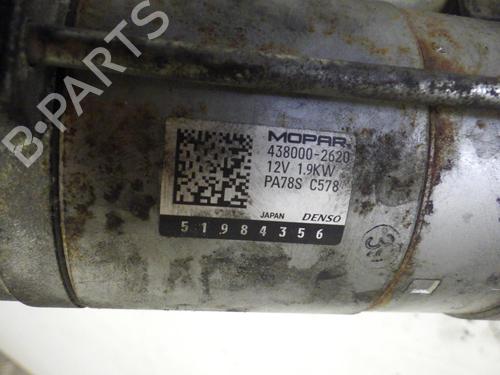 B-PARTS
MOPAR
438000-2620
12V 1.9KW
PA78S C578
JAPAN DENSO
51984356